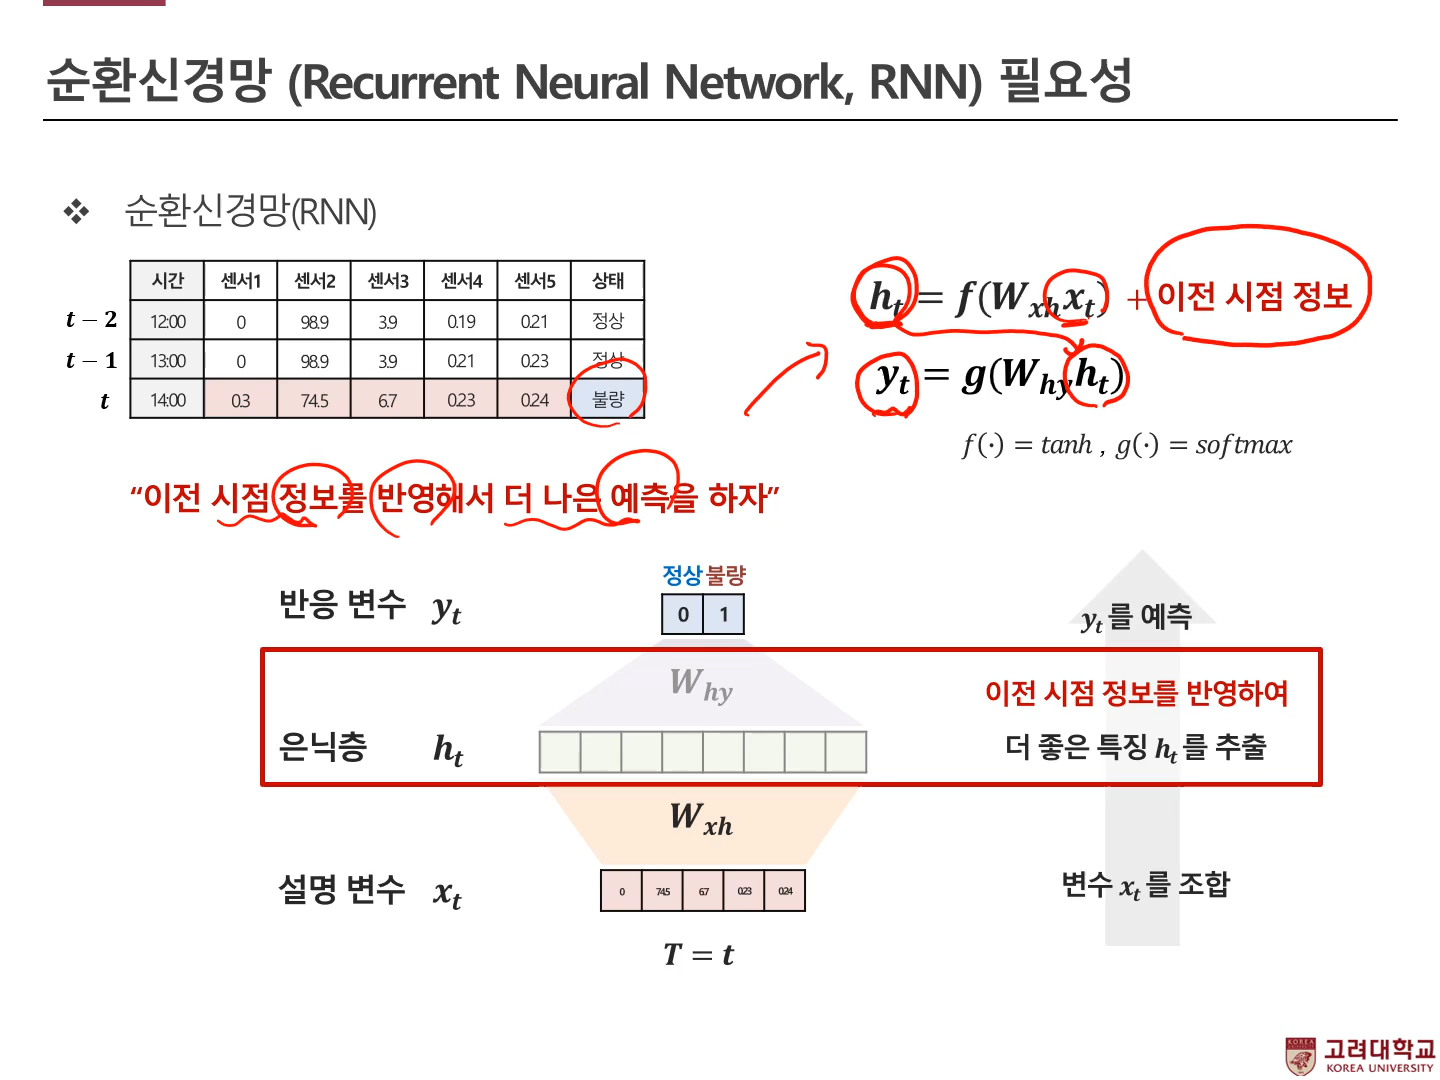 순환신경망 (Recurrent Neural Network, RNN) 필요성
❖ 순환신경망(RNN)
시간 센서1 센서2 센서3 센서4 센서5 상태
t − 2 12:00 0 98.9 3.9 0.19 0.21 정상
t − 1 13:00 0 98.9 3.9 0.21 0.23 정상
t 14:00 0.3 74.5 6.7 0.23 0.24 불량
h_t = f(W_xh x_t) + 이전 시점 정보
y_t = g(W_hy h_t)
f(·) = tanh , g(·) = softmax
“이전 시점 정보를 반영해서 더 나은 예측을 하자”
정상 불량
반응 변수 y_t 0 1 y_t 를 예측
W_hy 이전 시점 정보를 반영하여
은닉층 h_t 더 좋은 특징 h_t 를 추출
W_xh
설명 변수 x_t 0 74.5 6.7 0.23 0.24 변수 x_t 를 조합
T = t
KOREA
고려대학교
KOREA UNIVERSITY